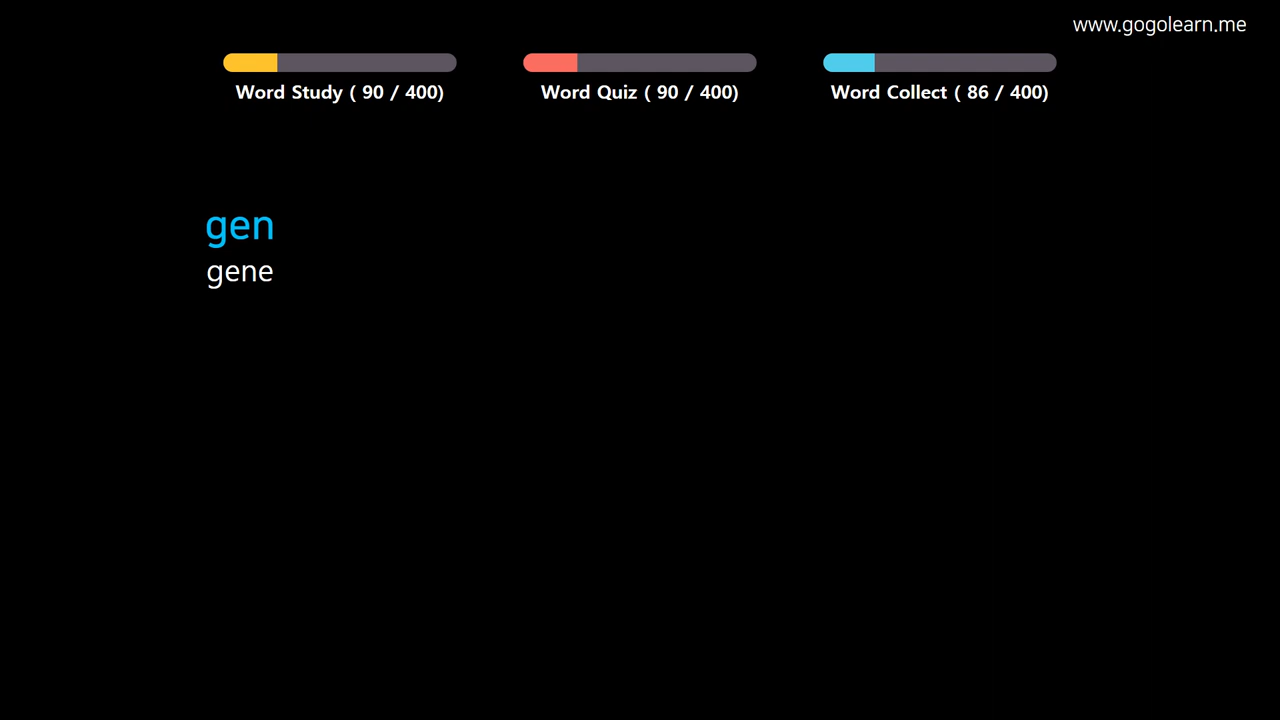 www.gogolearn.me
Word Study ( 90 / 400)
Word Quiz ( 90 / 400)
Word Collect ( 86 / 400)
gen
gene